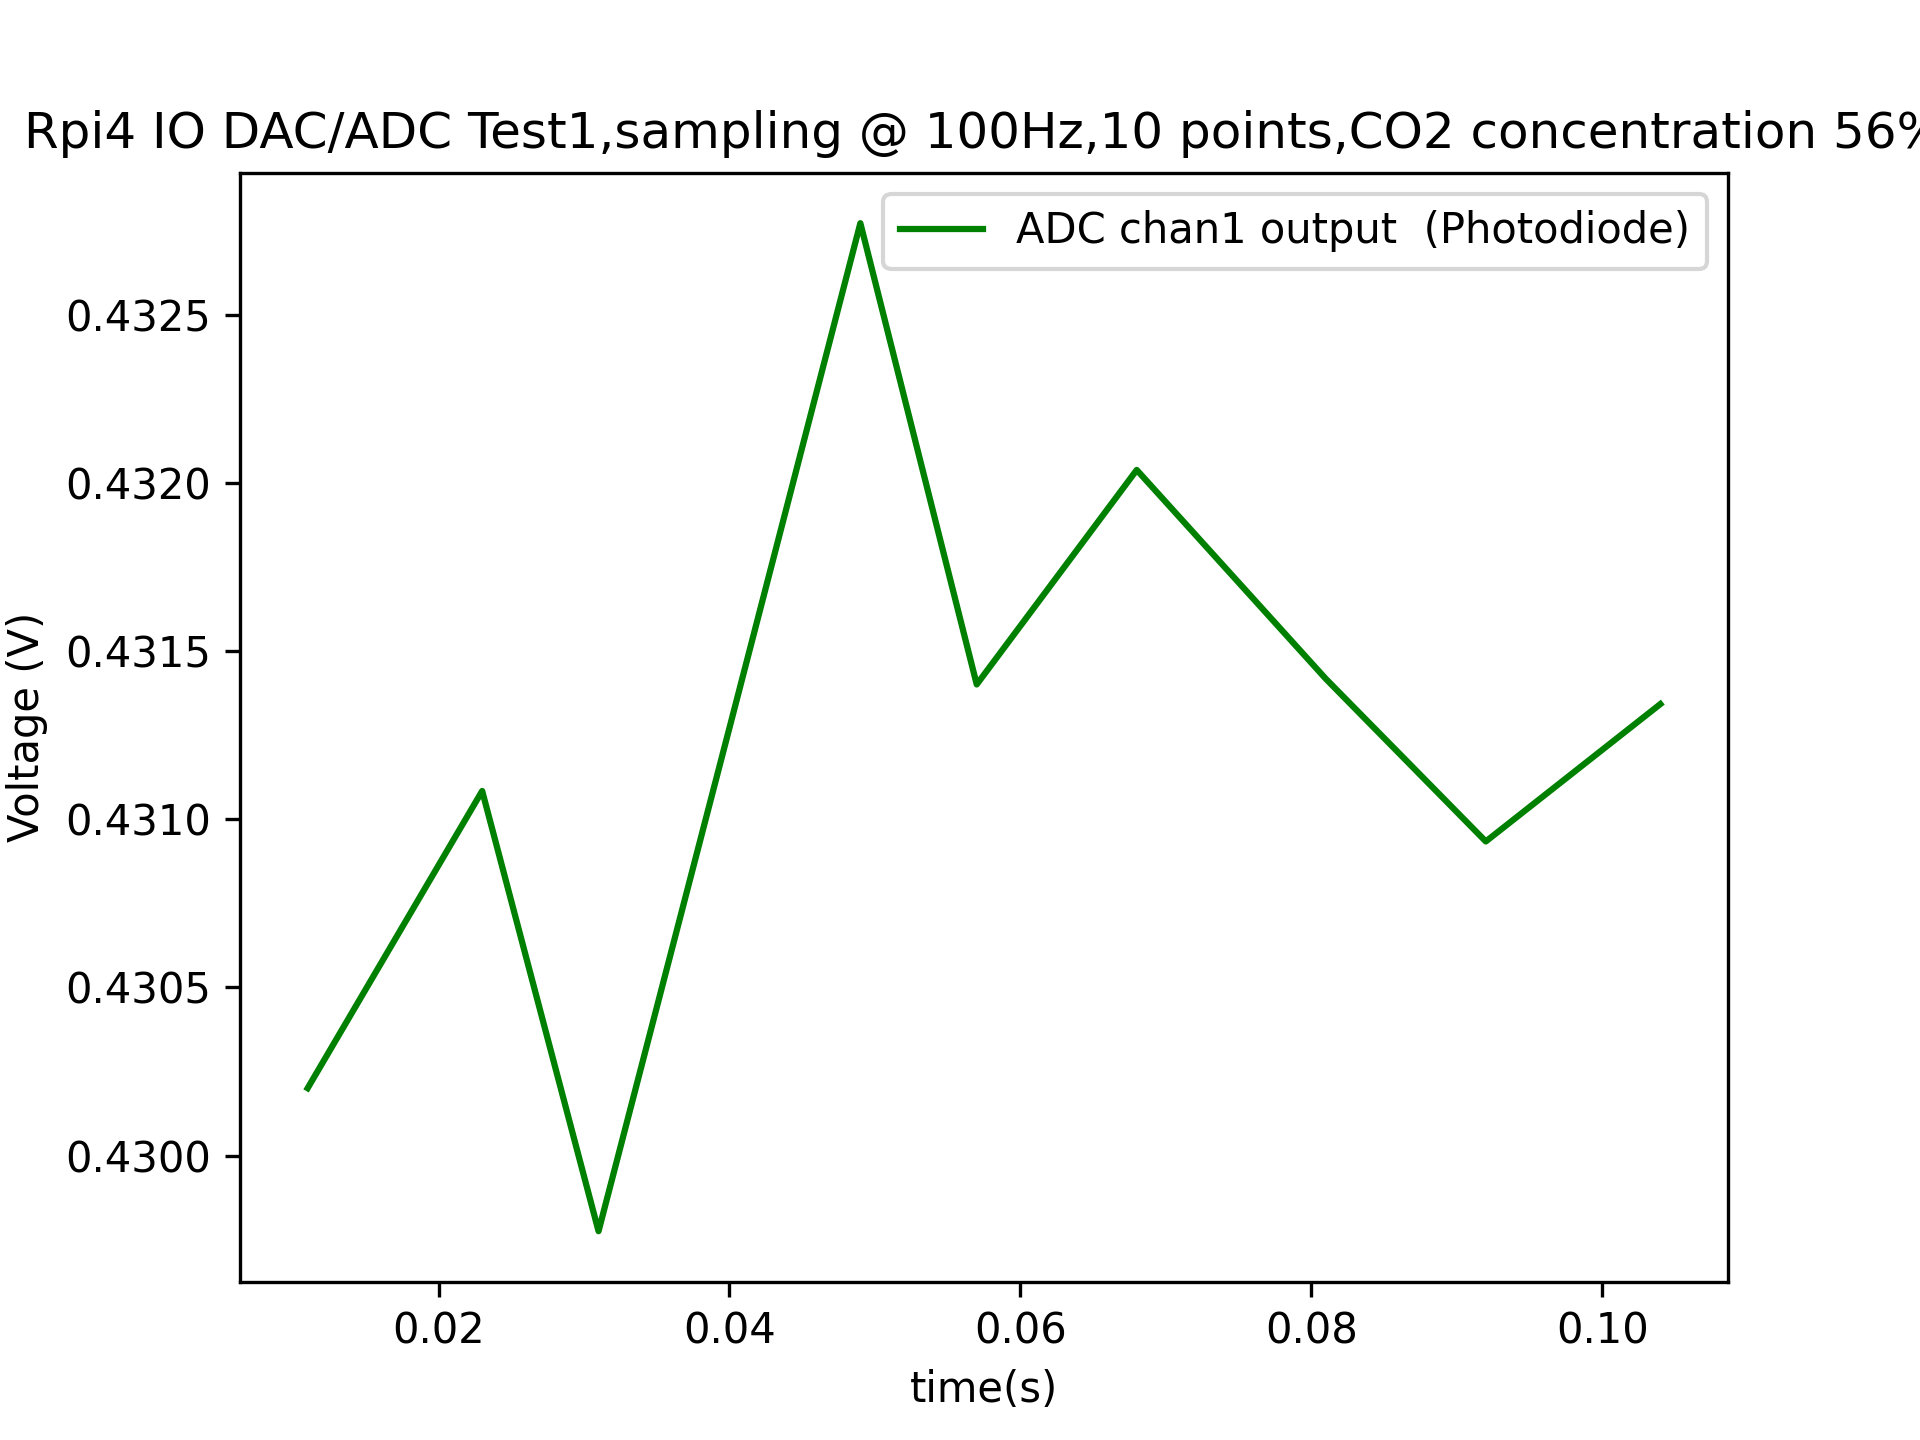 Rpi4 IO DAC/ADC Test1,sampling @ 100Hz,10 points,CO2 concentration 56%
ADC chan1 output  (Photodiode)
Voltage (V)
0.4325
0.4320
0.4315
0.4310
0.4305
0.4300
0.02 0.04 0.06 0.08 0.10
time(s)